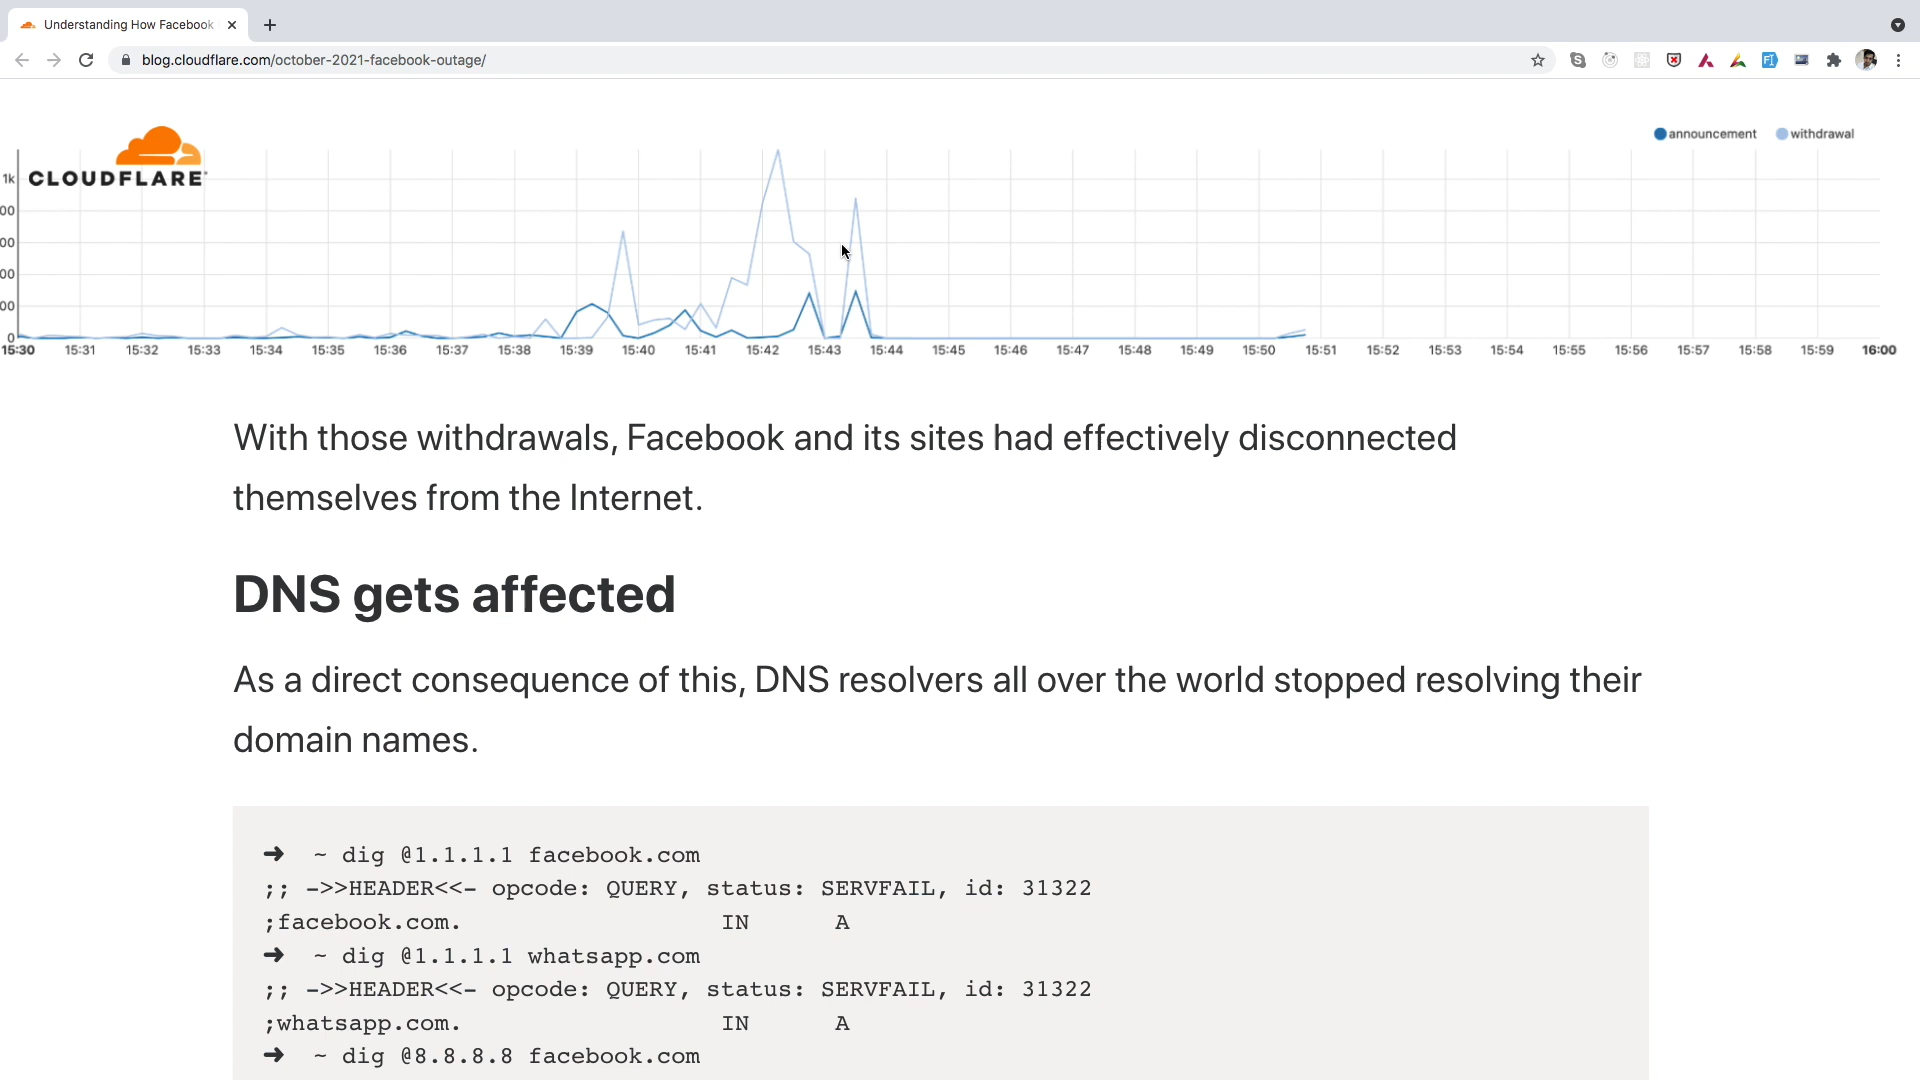 Understanding How Facebook
blog.cloudflare.com/october-2021-facebook-outage/
announcement withdrawal
CLOUDFLARE
1k
00
00
00
00
0
15:30 15:31 15:32 15:33 15:34 15:35 15:36 15:37 15:38 15:39 15:40 15:41 15:42 15:43 15:44 15:45 15:46 15:47 15:48 15:49 15:50 15:51 15:52 15:53 15:54 15:55 15:56 15:57 15:58 15:59 16:00
With those withdrawals, Facebook and its sites had effectively disconnected
themselves from the Internet.
DNS gets affected
As a direct consequence of this, DNS resolvers all over the world stopped resolving their
domain names.
➜ ~ dig @1.1.1.1 facebook.com
;; ->>HEADER<<- opcode: QUERY, status: SERVFAIL, id: 31322
;facebook.com. IN A
➜ ~ dig @1.1.1.1 whatsapp.com
;; ->>HEADER<<- opcode: QUERY, status: SERVFAIL, id: 31322
;whatsapp.com. IN A
➜ ~ dig @8.8.8.8 facebook.com